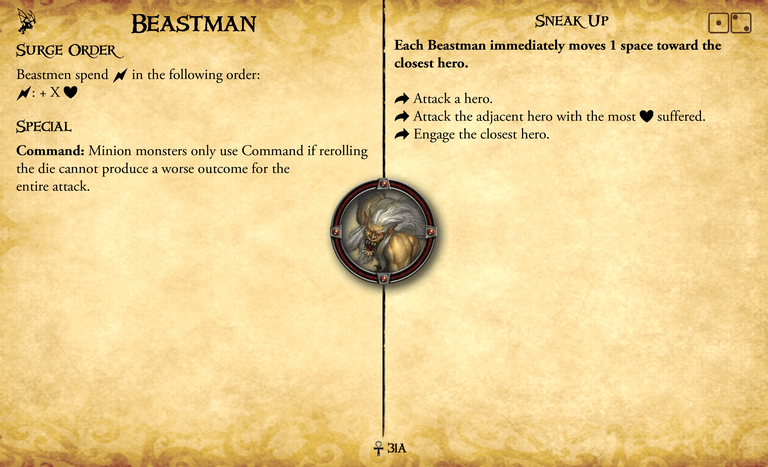 Beastman
Surge Order
Beastmen spend in the following order:
: + X
Special
Command: Minion monsters only use Command if rerolling
the die cannot produce a worse outcome for the
entire attack.
Sneak Up
Each Beastman immediately moves 1 space toward the
closest hero.
Attack a hero.
Attack the adjacent hero with the most suffered.
Engage the closest hero.
31A